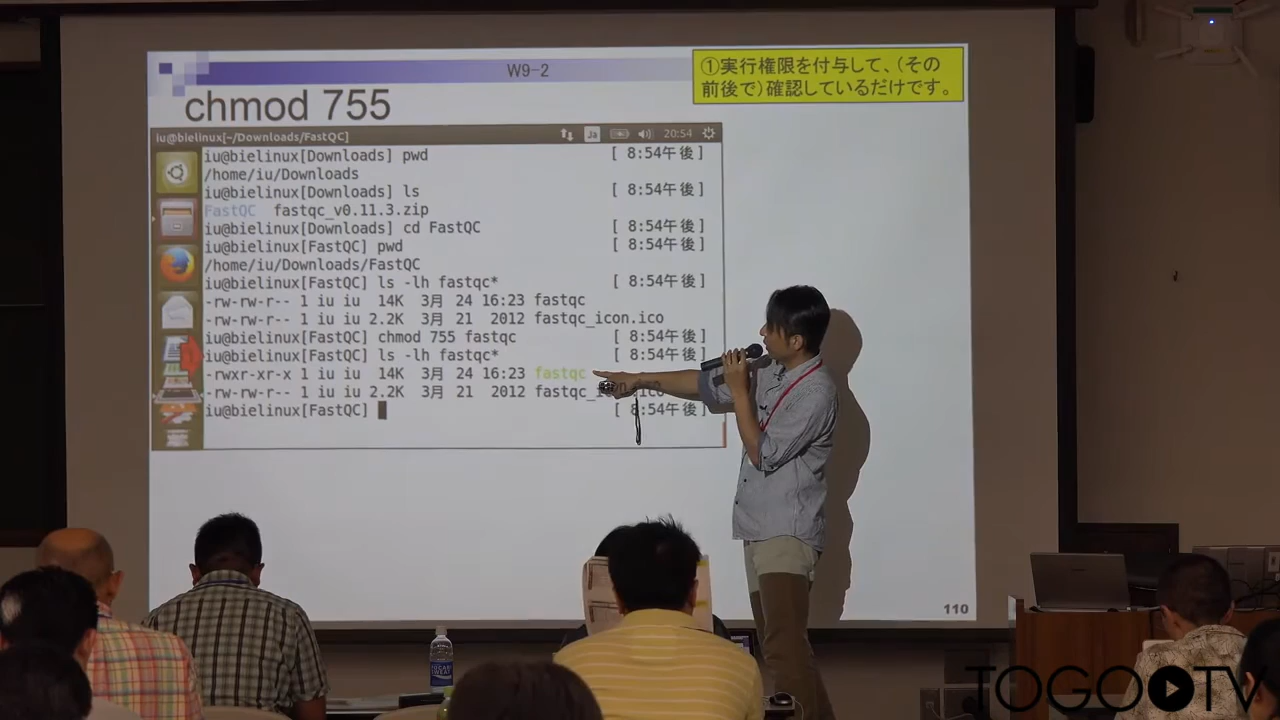 W9-2
①実行権限を付与して、(その
前後で)確認しているだけです。
chmod 755
iu@bielinux[~/Downloads/FastQC]
Ja
20:54
iu@bielinux[Downloads] pwd [ 8:54午後]
/home/iu/Downloads
iu@bielinux[Downloads] ls [ 8:54午後]
FastQC fastqc_v0.11.3.zip
iu@bielinux[Downloads] cd FastQC [ 8:54午後]
iu@bielinux[FastQC] pwd [ 8:54午後]
/home/iu/Downloads/FastQC
iu@bielinux[FastQC] ls -lh fastqc* [ 8:54午後]
-rw-rw-r-- 1 iu iu 14K 3月 24 16:23 fastqc
-rw-rw-r-- 1 iu iu 2.2K 3月 21 2012 fastqc_icon.ico
iu@bielinux[FastQC] chmod 755 fastqc [ 8:54午後]
iu@bielinux[FastQC] ls -lh fastqc* [ 8:54午後]
-rwxr-xr-x 1 iu iu 14K 3月 24 16:23 fastqc
-rw-rw-r-- 1 iu iu 2.2K 3月 21 2012 fastqc_icon.ico
iu@bielinux[FastQC] [ 8:54午後]
110
POCARI SWEAT
TOGO TV